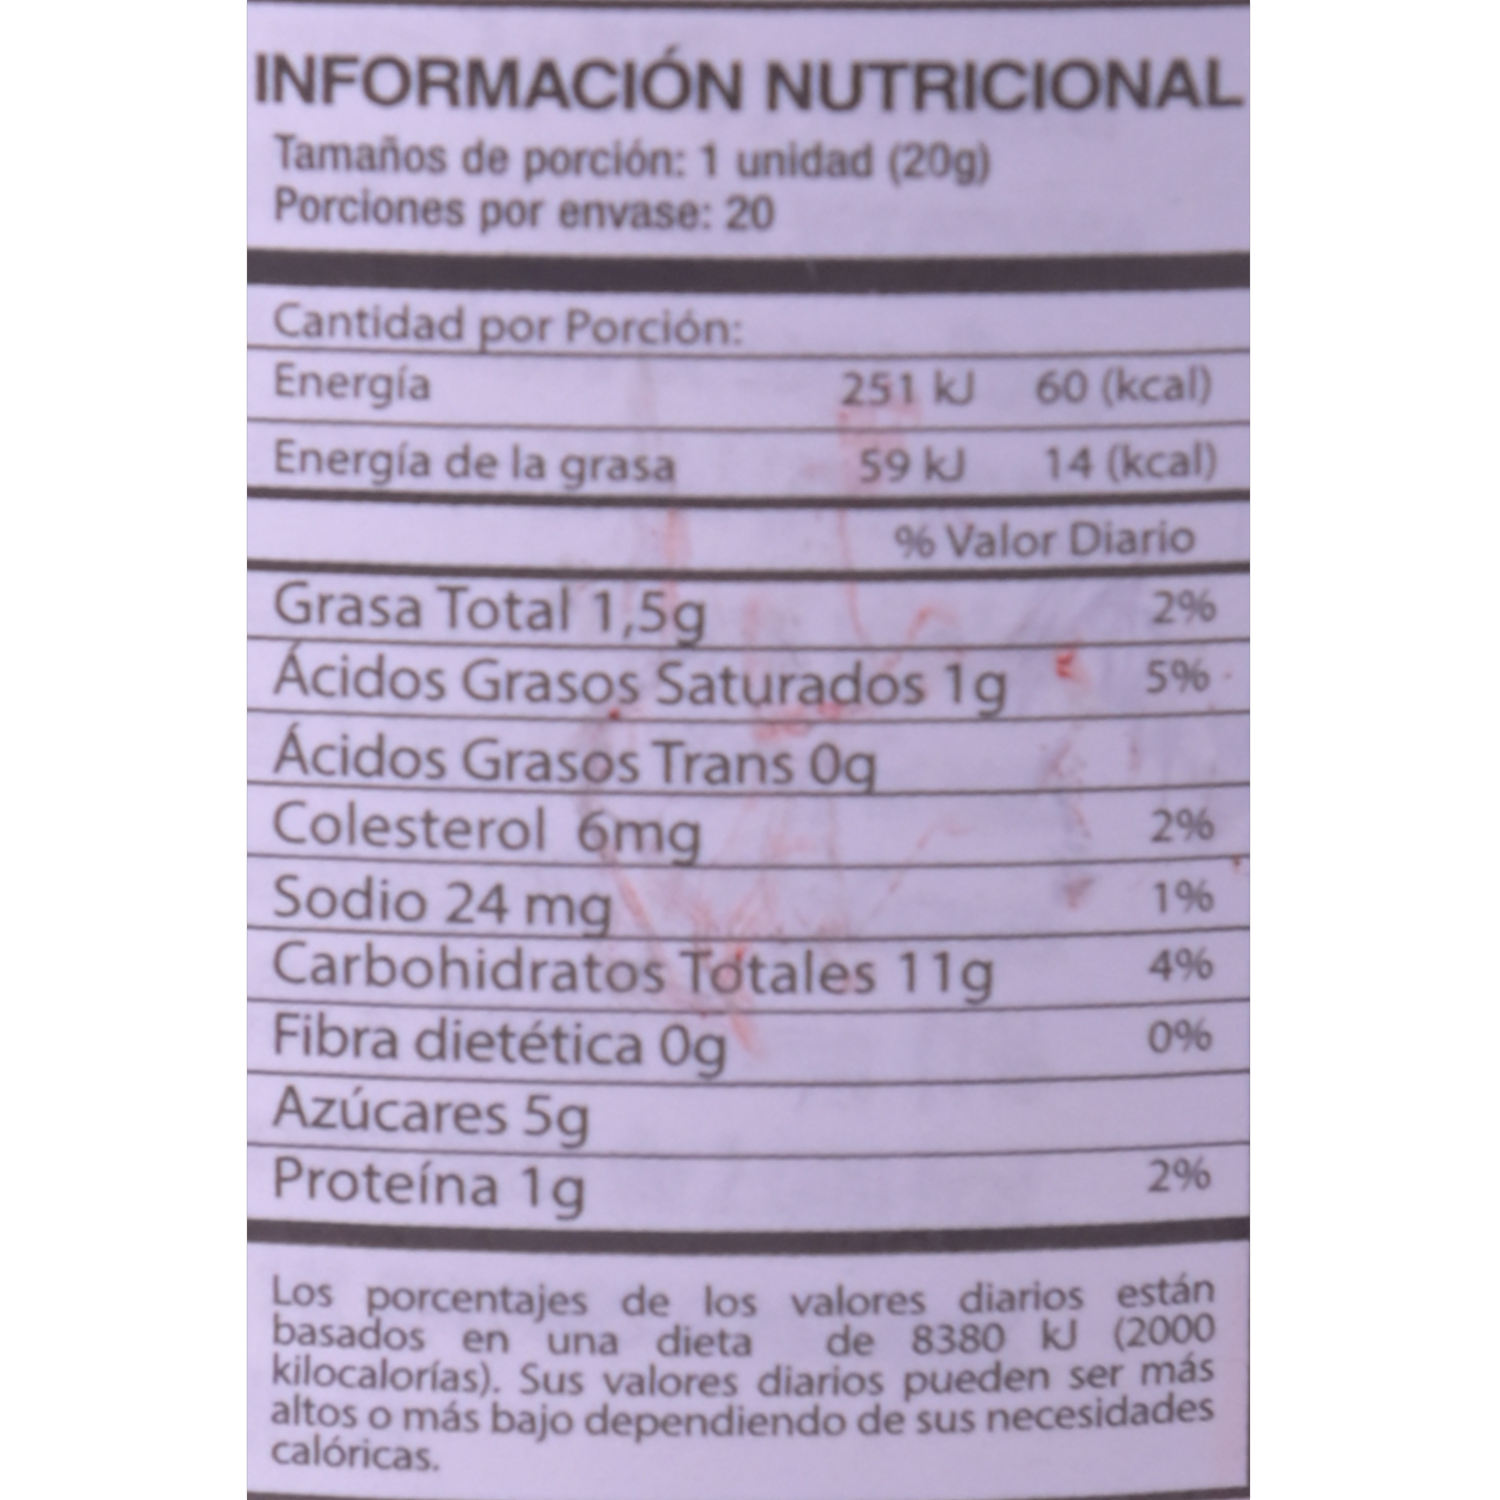 INFORMACIÓN NUTRICIONAL
Tamaños de porción: 1 unidad (20g)
Porciones por envase: 20
Cantidad por Porción:
Energía 251 kJ 60 (kcal)
Energía de la grasa 59 kJ 14 (kcal)
% Valor Diario
Grasa Total 1,5g 2%
Ácidos Grasos Saturados 1g 5%
Ácidos Grasos Trans 0g
Colesterol 6mg 2%
Sodio 24 mg 1%
Carbohidratos Totales 11g 4%
Fibra dietética 0g 0%
Azúcares 5g
Proteína 1g 2%
Los porcentajes de los valores diarios están
basados en una dieta de 8380 kJ (2000
kilocalorías). Sus valores diarios pueden ser más
altos o más bajo dependiendo de sus necesidades
calóricas.